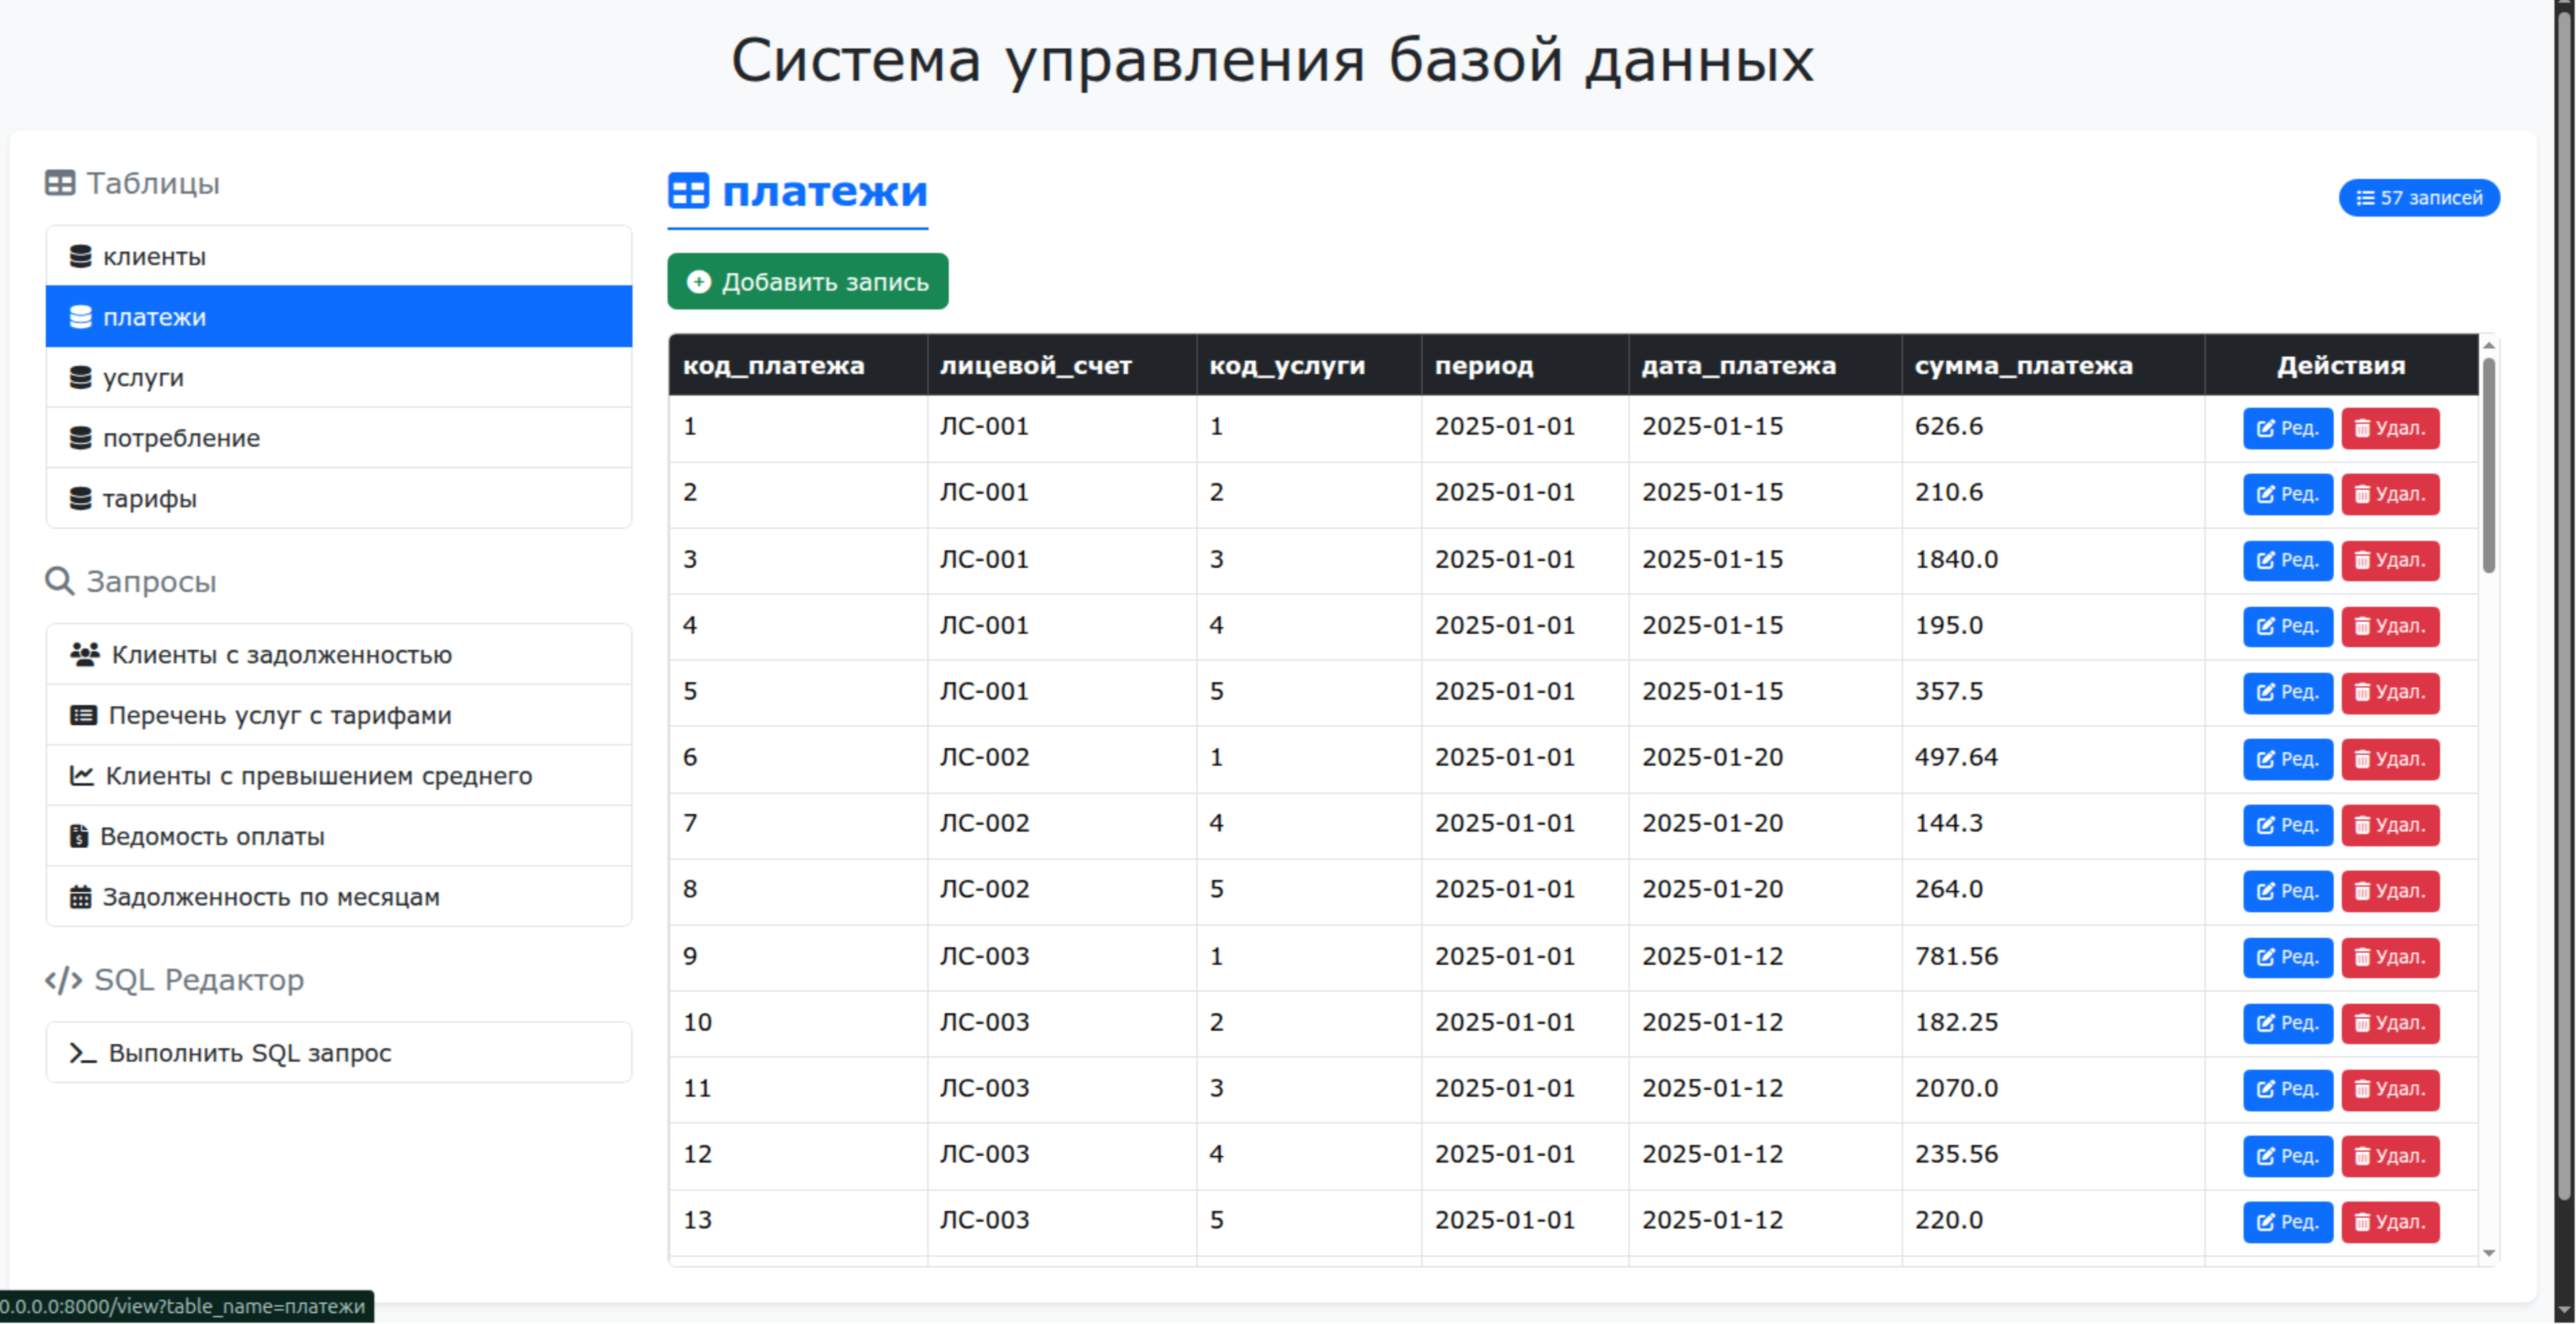 Система управления базой данных
Таблицы
клиенты
платежи
услуги
потребление
тарифы
Запросы
Клиенты с задолженностью
Перечень услуг с тарифами
Клиенты с превышением среднего
Ведомость оплаты
Задолженность по месяцам
SQL Редактор
Выполнить SQL запрос
платежи
57 записей
Добавить запись
код_платежа лицевой_счет код_услуги период дата_платежа сумма_платежа Действия
1 ЛС-001 1 2025-01-01 2025-01-15 626.6 Ред. Удал.
2 ЛС-001 2 2025-01-01 2025-01-15 210.6 Ред. Удал.
3 ЛС-001 3 2025-01-01 2025-01-15 1840.0 Ред. Удал.
4 ЛС-001 4 2025-01-01 2025-01-15 195.0 Ред. Удал.
5 ЛС-001 5 2025-01-01 2025-01-15 357.5 Ред. Удал.
6 ЛС-002 1 2025-01-01 2025-01-20 497.64 Ред. Удал.
7 ЛС-002 4 2025-01-01 2025-01-20 144.3 Ред. Удал.
8 ЛС-002 5 2025-01-01 2025-01-20 264.0 Ред. Удал.
9 ЛС-003 1 2025-01-01 2025-01-12 781.56 Ред. Удал.
10 ЛС-003 2 2025-01-01 2025-01-12 182.25 Ред. Удал.
11 ЛС-003 3 2025-01-01 2025-01-12 2070.0 Ред. Удал.
12 ЛС-003 4 2025-01-01 2025-01-12 235.56 Ред. Удал.
13 ЛС-003 5 2025-01-01 2025-01-12 220.0 Ред. Удал.
0.0.0.0:8000/view?table_name=платежи